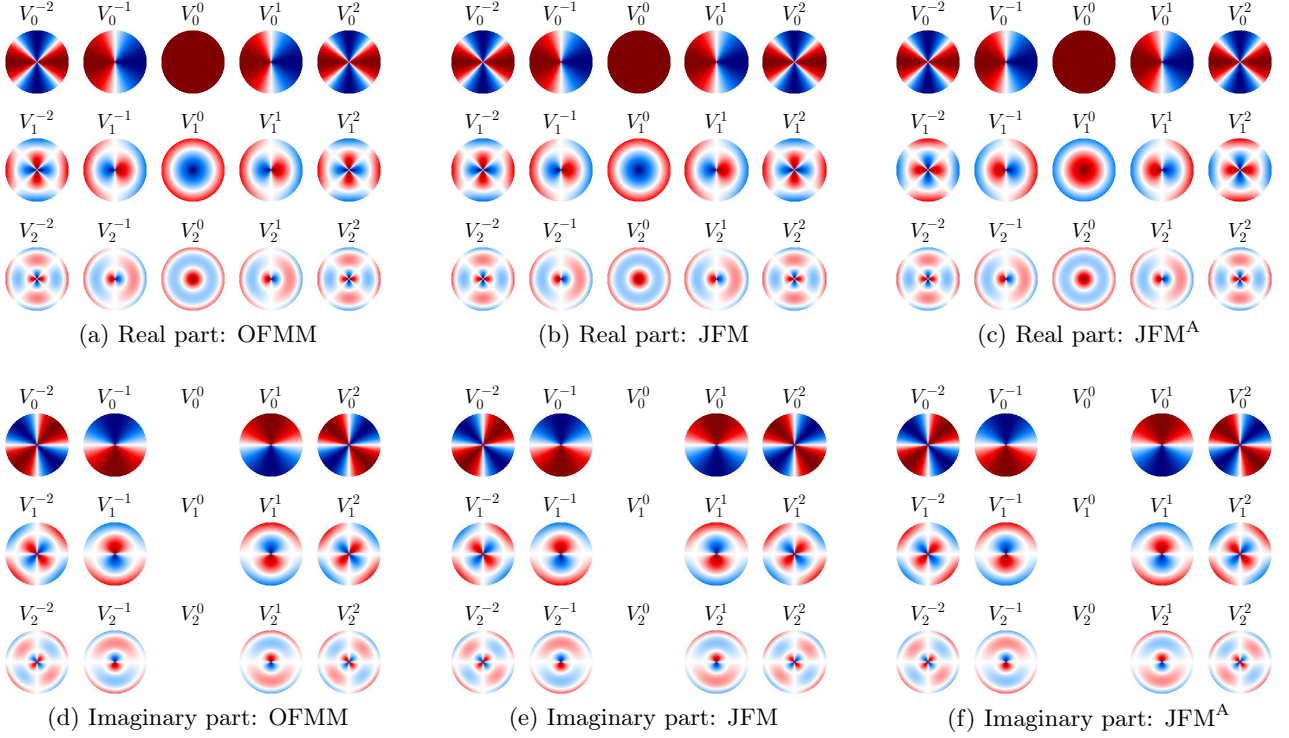 V_0^{-2} V_0^{-1} V_0^0 V_0^1 V_0^2 V_0^{-2} V_0^{-1} V_0^0 V_0^1 V_0^2 V_0^{-2} V_0^{-1} V_0^0 V_0^1 V_0^2
V_1^{-2} V_1^{-1} V_1^0 V_1^1 V_1^2 V_1^{-2} V_1^{-1} V_1^0 V_1^1 V_1^2 V_1^{-2} V_1^{-1} V_1^0 V_1^1 V_1^2
V_2^{-2} V_2^{-1} V_2^0 V_2^1 V_2^2 V_2^{-2} V_2^{-1} V_2^0 V_2^1 V_2^2 V_2^{-2} V_2^{-1} V_2^0 V_2^1 V_2^2
(a) Real part: OFMM (b) Real part: JFM (c) Real part: JFM^A
V_0^{-2} V_0^{-1} V_0^0 V_0^1 V_0^2 V_0^{-2} V_0^{-1} V_0^0 V_0^1 V_0^2 V_0^{-2} V_0^{-1} V_0^0 V_0^1 V_0^2
V_1^{-2} V_1^{-1} V_1^0 V_1^1 V_1^2 V_1^{-2} V_1^{-1} V_1^0 V_1^1 V_1^2 V_1^{-2} V_1^{-1} V_1^0 V_1^1 V_1^2
V_2^{-2} V_2^{-1} V_2^0 V_2^1 V_2^2 V_2^{-2} V_2^{-1} V_2^0 V_2^1 V_2^2 V_2^{-2} V_2^{-1} V_2^0 V_2^1 V_2^2
(d) Imaginary part: OFMM (e) Imaginary part: JFM (f) Imaginary part: JFM^A